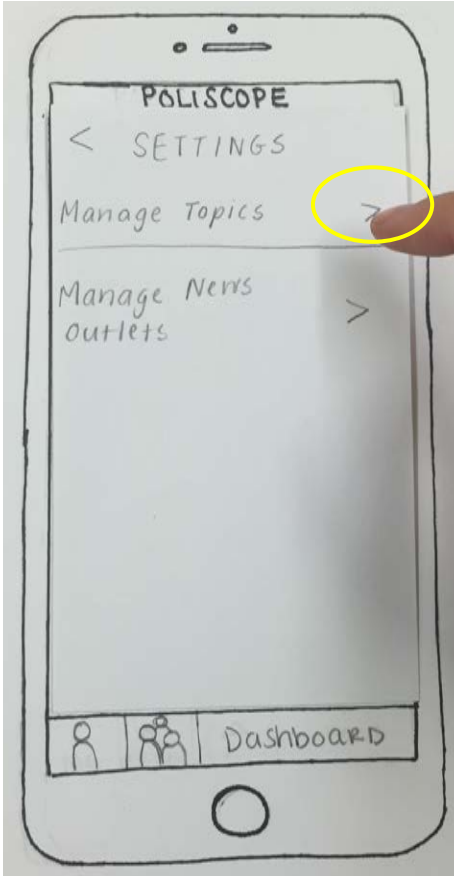 POLISCOPE
< SETTINGS
Manage Topics >
Manage News >
Outlets
Dashboard